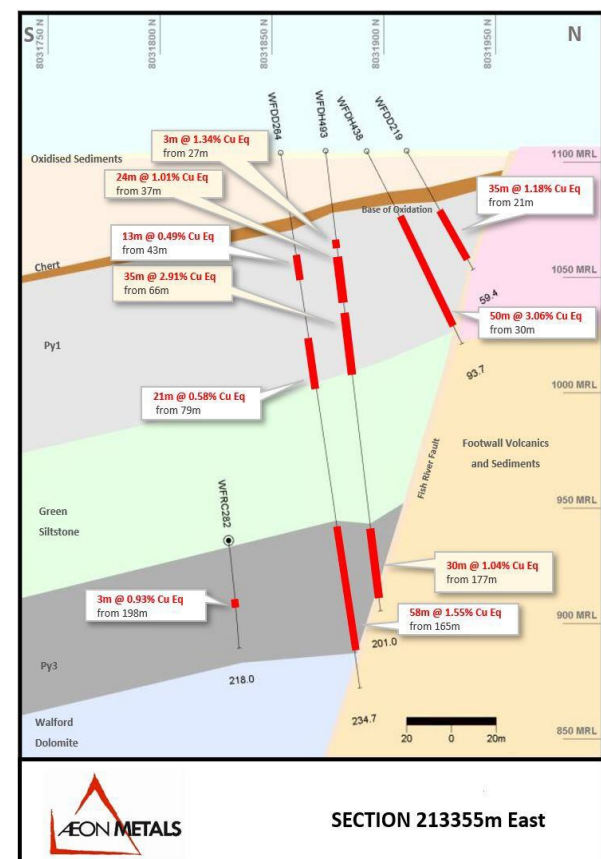 S
8031750 N
8031800 N
8031850 N
8031900 N
8031950 N
N
WFDD264
WFDH493
WFDH438
WFDD219
3m @ 1.34% Cu Eq
from 27m
Oxidised Sediments
1100 MRL
24m @ 1.01% Cu Eq
from 37m
35m @ 1.18% Cu Eq
from 21m
Base of Oxidation
13m @ 0.49% Cu Eq
from 43m
Chert
35m @ 2.91% Cu Eq
from 66m
1050 MRL
59.4
50m @ 3.06% Cu Eq
from 30m
Py1
93.7
1000 MRL
21m @ 0.58% Cu Eq
from 79m
Footwall Volcanics
and Sediments
Fish River Fault
WFRC282
950 MRL
Green
Siltstone
30m @ 1.04% Cu Eq
from 177m
3m @ 0.93% Cu Eq
from 198m
58m @ 1.55% Cu Eq
from 165m
900 MRL
201.0
Py3
218.0
234.7
Walford
Dolomite
20 0 20m
850 MRL
ÆON METALS
SECTION 213355m East